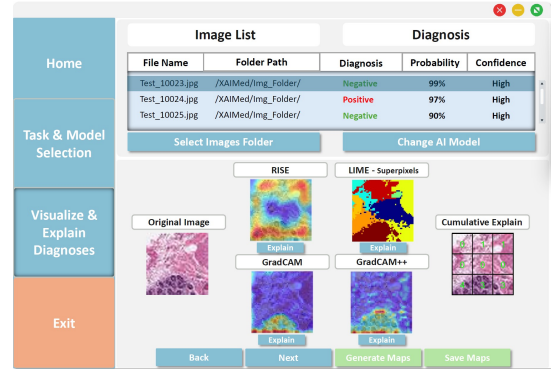 Image List
Diagnosis
Home
File Name Folder Path Diagnosis Probability Confidence
Test_10023.jpg /XAIMed/Img_Folder/ Negative 99% High
Test_10024.jpg /XAIMed/Img_Folder/ Positive 97% High
Test_10025.jpg /XAIMed/Img_Folder/ Negative 90% High
Select Images Folder
Change AI Model
Task & Model
Selection
RISE
LIME - Superpixels
Visualize &
Explain
Diagnoses
Original Image
Cumulative Explain
Explain
Explain
GradCAM
GradCAM++
Exit
Explain
Explain
Back
Next
Generate Maps
Save Maps